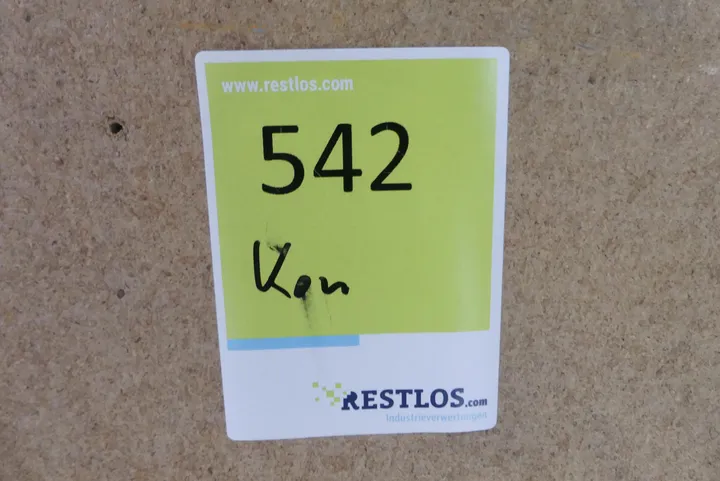 www.restlos.com
542
Kon
RESTLOS.com
Industrieverwertungen